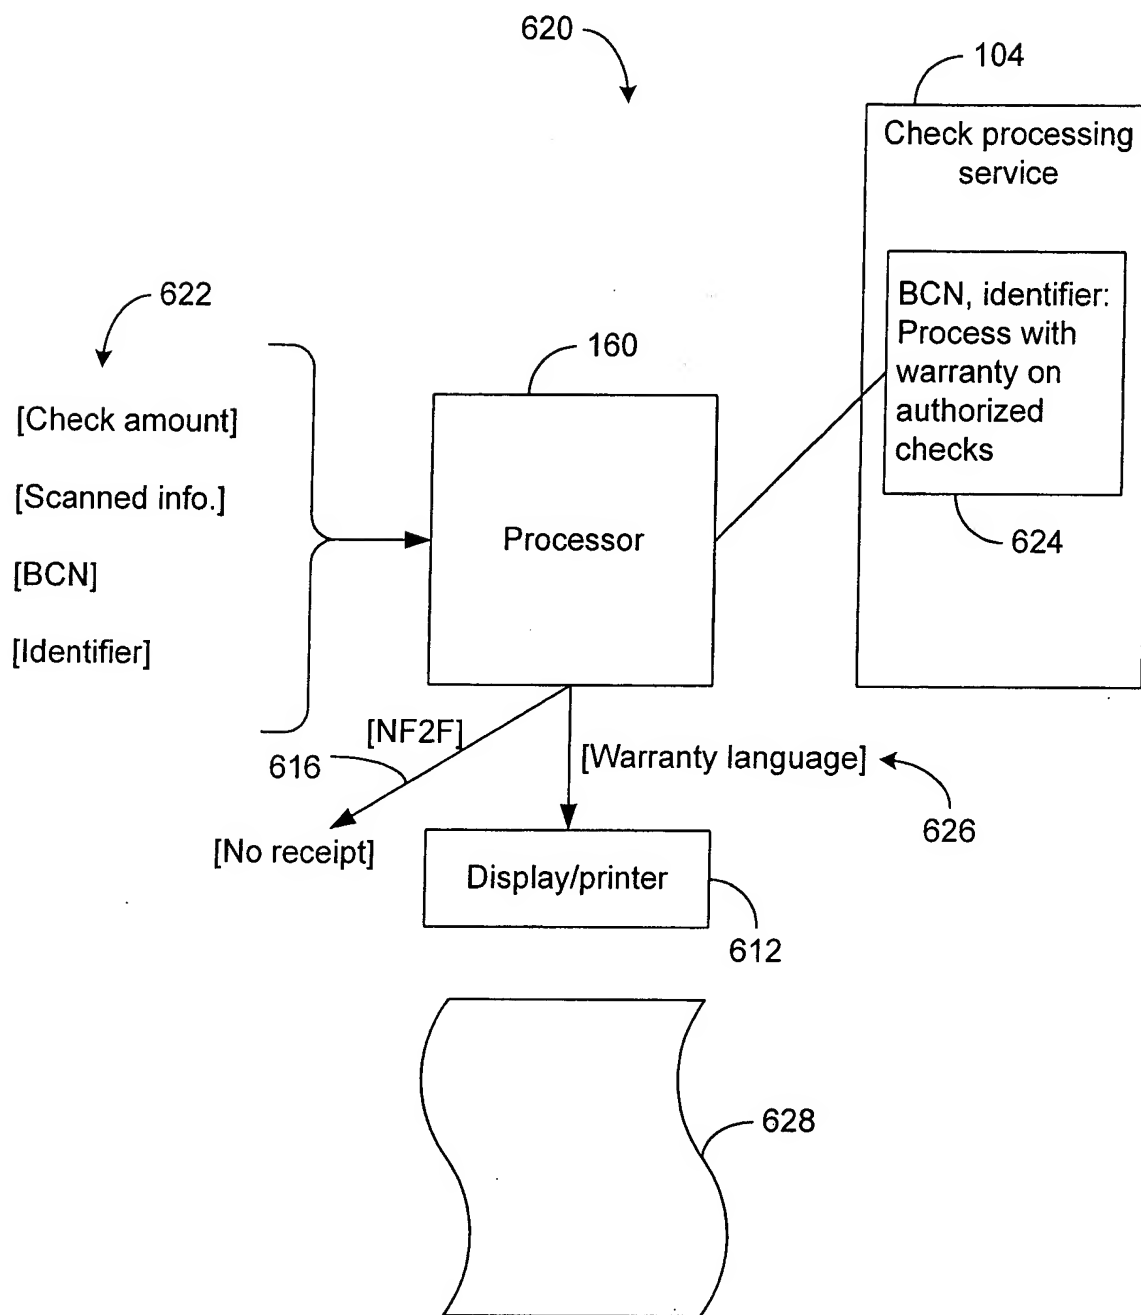 620
104
Check processing
service
622
BCN, identifier:
Process with
warranty on
authorized
checks
160
[Check amount]
[Scanned info.]
Processor
624
[BCN]
[Identifier]
[NF2F]
616
[Warranty language]
626
[No receipt]
Display/printer
612
628